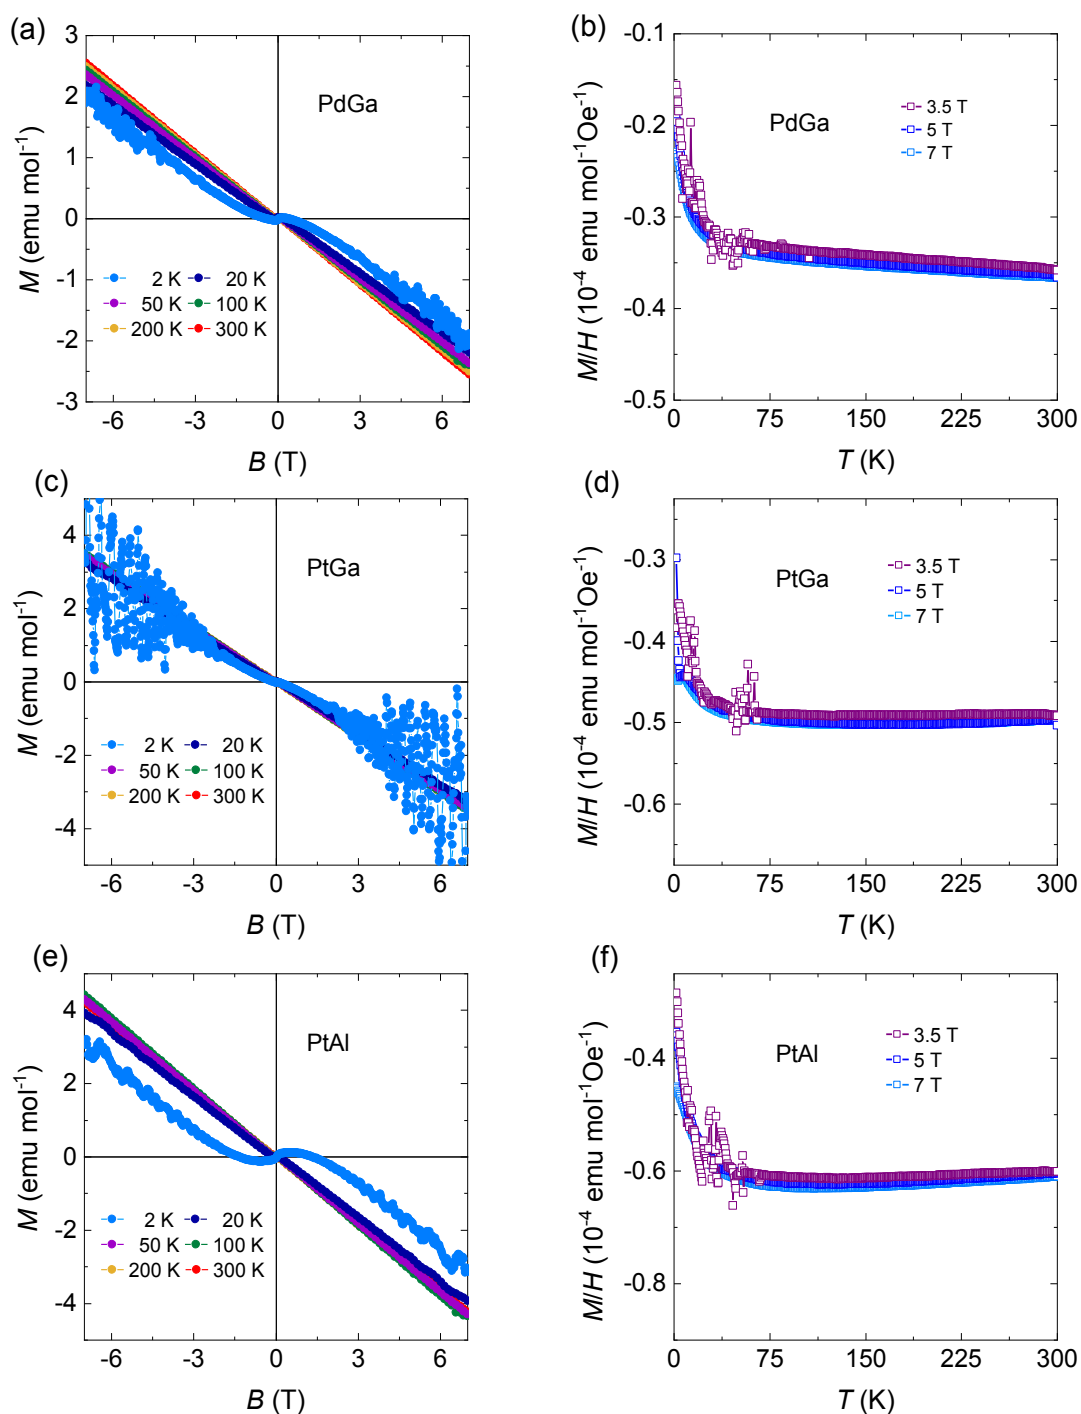 (a)
3
2
1
0
-1
-2
-3
M (emu mol⁻¹)
PdGa
2 K 20 K
50 K 100 K
200 K 300 K
-6 -3 0 3 6
B (T)
(b)
-0.1
-0.2
-0.3
-0.4
-0.5
M/H (10⁻⁴ emu mol⁻¹Oe⁻¹)
PdGa
3.5 T
5 T
7 T
0 75 150 225 300
T (K)
(c)
4
2
0
-2
-4
M (emu mol⁻¹)
PtGa
2 K 20 K
50 K 100 K
200 K 300 K
-6 -3 0 3 6
B (T)
(d)
-0.3
-0.4
-0.5
-0.6
M/H (10⁻⁴ emu mol⁻¹Oe⁻¹)
PtGa
3.5 T
5 T
7 T
0 75 150 225 300
T (K)
(e)
4
2
0
-2
-4
M (emu mol⁻¹)
PtAl
2 K 20 K
50 K 100 K
200 K 300 K
-6 -3 0 3 6
B (T)
(f)
-0.4
-0.6
-0.8
M/H (10⁻⁴ emu mol⁻¹Oe⁻¹)
PtAl
3.5 T
5 T
7 T
0 75 150 225 300
T (K)